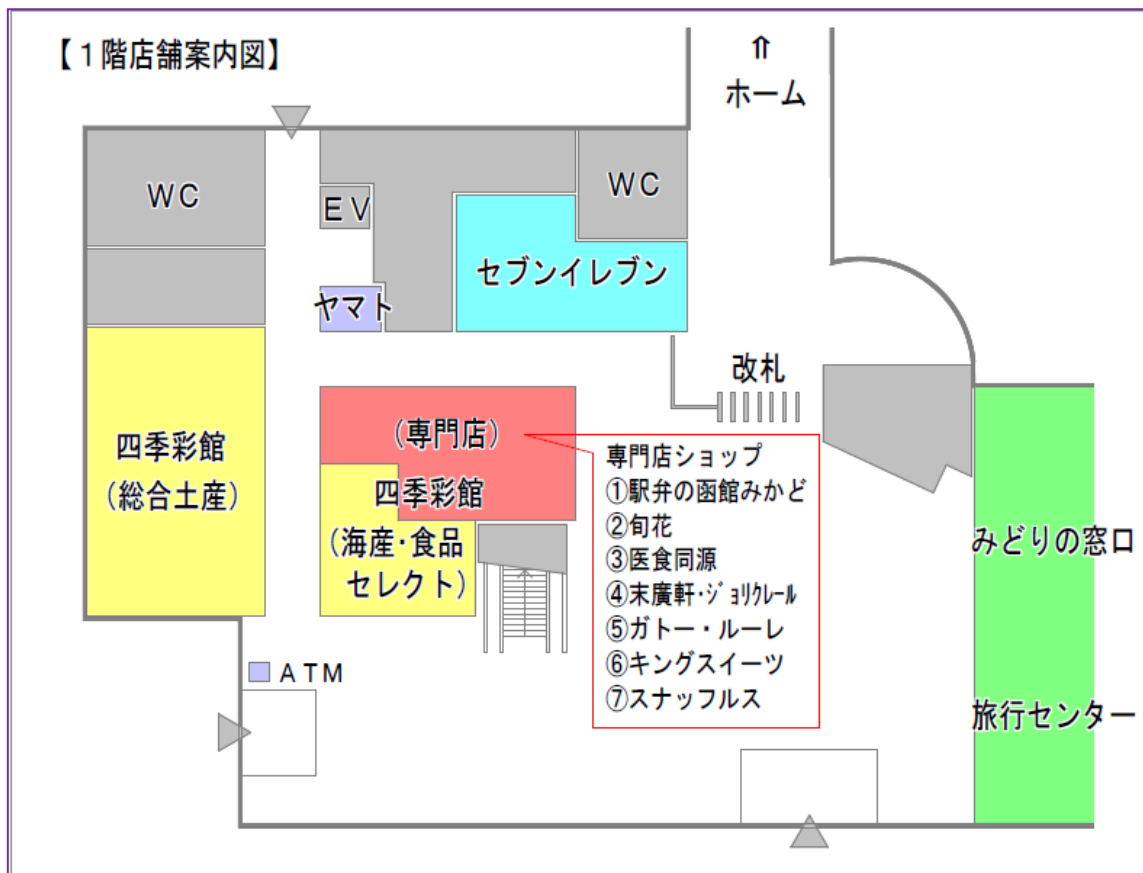 【１階店舗案内図】
⇑
ホーム
ＷＣ
ＷＣ
ＥＶ
セブンイレブン
ヤマト
改札
(専門店)
四季彩館
(総合土産)
四季彩館
(海産･食品
セレクト)
専門店ショップ
①駅弁の函館みかど
②旬花
③医食同源
④末廣軒･ｼﾞｮﾘｸﾚｰﾙ
⑤ガトー・ルーレ
⑥キングスイーツ
⑦スナッフルス
みどりの窓口
ＡＴＭ
旅行センター